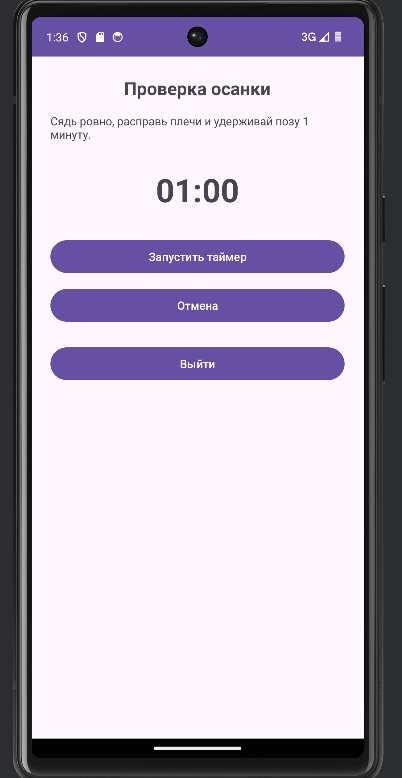 1:36
3G
Проверка осанки
Сядь ровно, расправь плечи и удерживай позу 1
минуту.
01:00
Запустить таймер
Отмена
Выйти